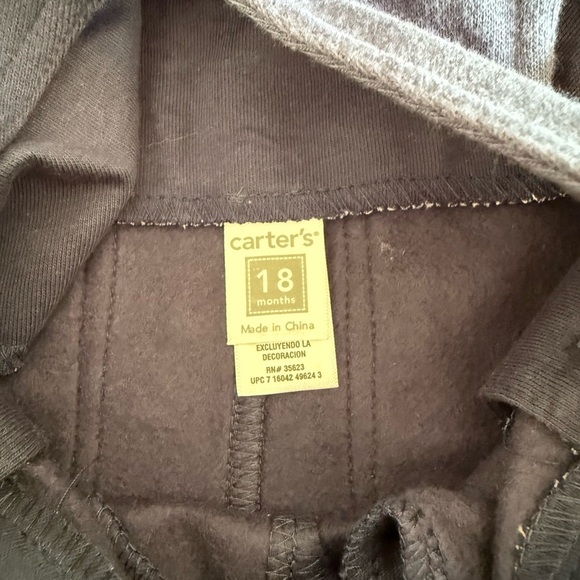 carter's®
18
months
Made in China
EXCLUYENDO LA
DECORACION
RN# 35623
UPC 7 16042 49624 3